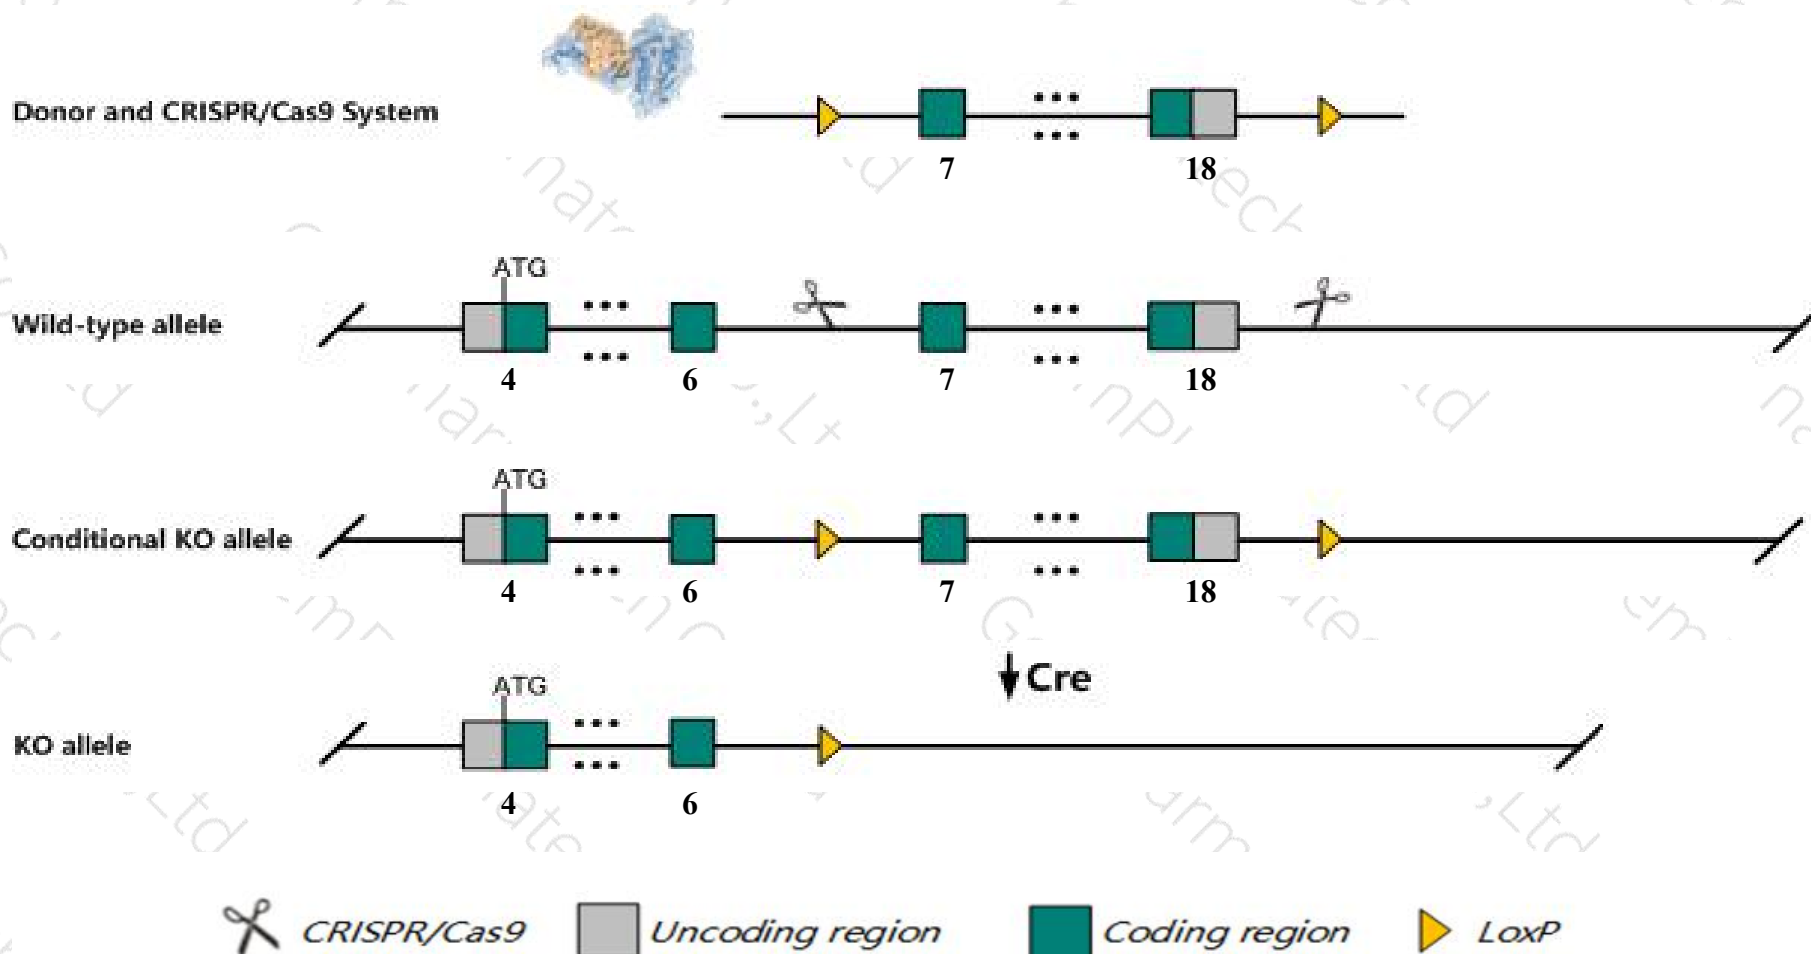 Donor and CRISPR/Cas9 System
7 18
ATG
Wild-type allele
4 6 7 18
ATG
Conditional KO allele
4 6 7 18
Cre
ATG
KO allele
4 6
CRISPR/Cas9 Uncoding region Coding region LoxP